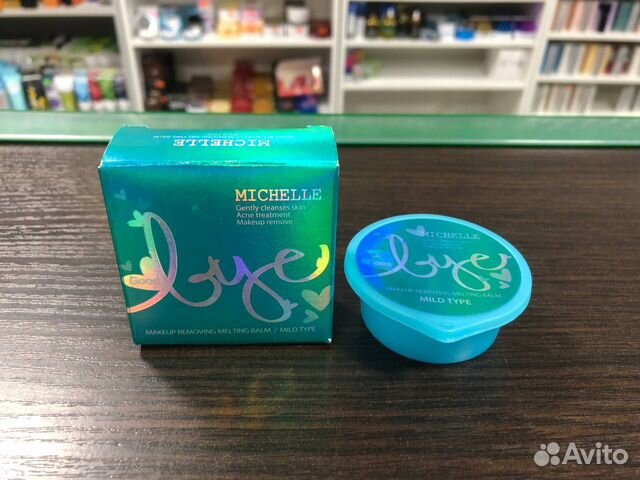 MICHELLE
MICHELLE
Gently cleanses skin
Acne treatment
Makeup remove
Good
bye
MAKEUP REMOVING MELTING BALM / MILD TYPE
MICHELLE
Good
bye
MAKEUP REMOVING MELTING BALM
MILD TYPE
Avito